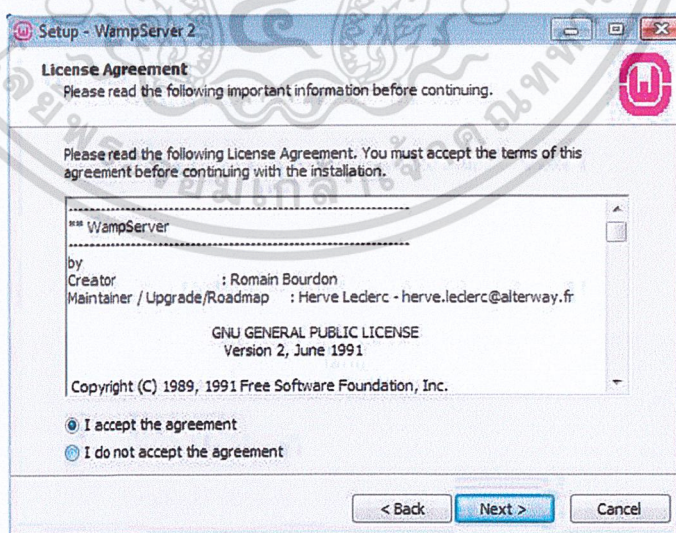 Setup - WampServer 2
License Agreement
Please read the following important information before continuing.
Please read the following License Agreement. You must accept the terms of this
agreement before continuing with the installation.
** WampServer
by
Creator : Romain Bourdon
Maintainer / Upgrade/Roadmap : Herve Leclerc - herve.leclerc@alterway.fr
GNU GENERAL PUBLIC LICENSE
Version 2, June 1991
Copyright (C) 1989, 1991 Free Software Foundation, Inc.
I accept the agreement
I do not accept the agreement
< Back
Next >
Cancel